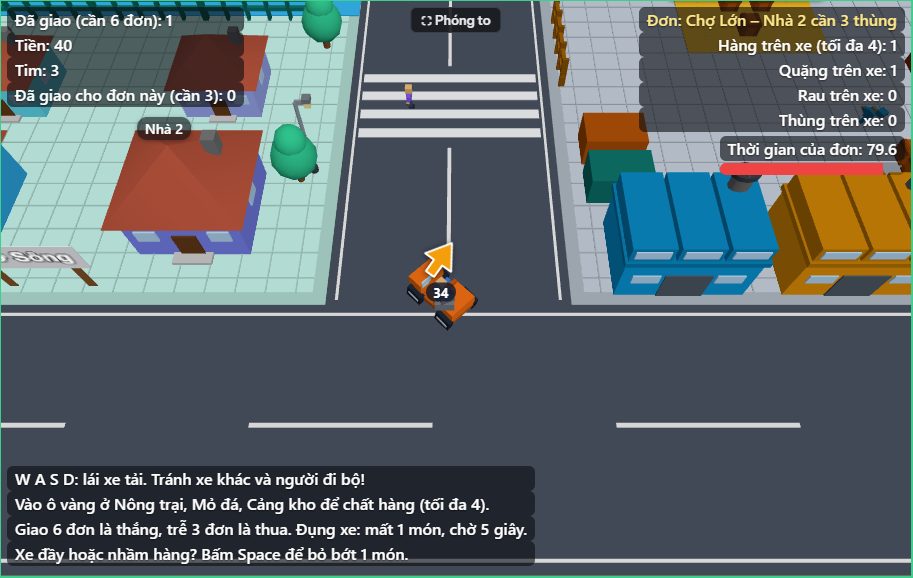 Đã giao (cần 6 đơn): 1
Tiền: 40
Tim: 3
Đã giao cho đơn này (cần 3): 0
Phóng to
Đơn: Chợ Lớn – Nhà 2 cần 3 thùng
Hàng trên xe (tối đa 4): 1
Quặng trên xe: 1
Rau trên xe: 0
Thùng trên xe: 0
Thời gian của đơn: 79.6
Nhà 2
Sông
34
W A S D: lái xe tải. Tránh xe khác và người đi bộ!
Vào ô vàng ở Nông trại, Mỏ đá, Cảng kho để chất hàng (tối đa 4).
Giao 6 đơn là thắng, trễ 3 đơn là thua. Đụng xe: mất 1 món, chờ 5 giây.
Xe đầy hoặc nhầm hàng? Bấm Space để bỏ bớt 1 món.